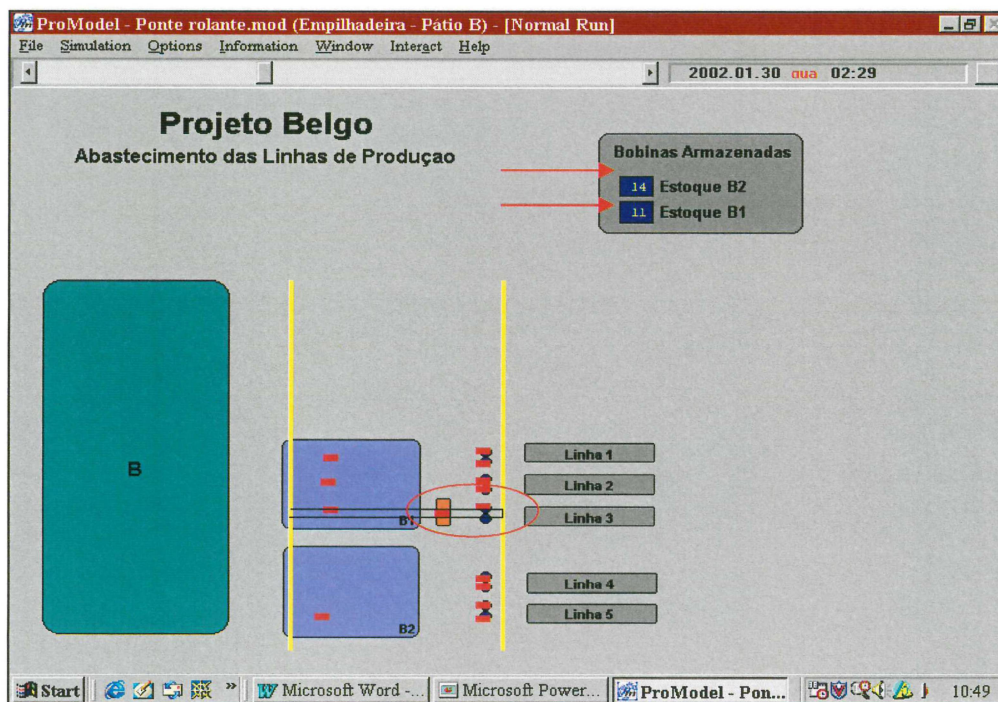 ProModel - Ponte rolante.mod (Empilhadeira - Pátio B) - [Normal Run]
File Simulation Options Information Window Interact Help
2002.01.30 qua 02:29
Projeto Belgo
Abastecimento das Linhas de Produçao
Bobinas Armazenadas
14 Estoque B2
11 Estoque B1
B
B1
B2
Linha 1
Linha 2
Linha 3
Linha 4
Linha 5
Start » Microsoft Word -... Microsoft Power... ProModel - Pon... 10:49